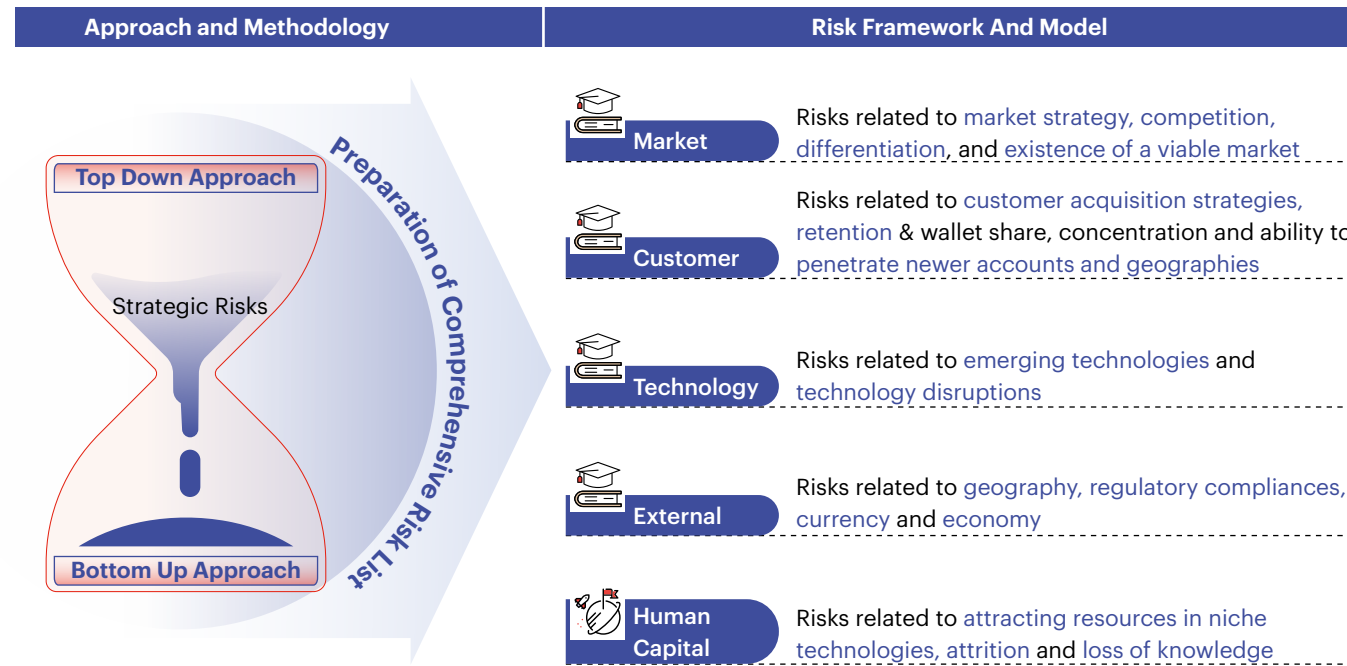 Approach and Methodology
Risk Framework And Model
Top Down Approach
Strategic Risks
Bottom Up Approach
Preparation of Comprehensive Risk List
Market
Risks related to market strategy, competition,
differentiation, and existence of a viable market
Customer
Risks related to customer acquisition strategies,
retention & wallet share, concentration and ability to
penetrate newer accounts and geographies
Technology
Risks related to emerging technologies and
technology disruptions
External
Risks related to geography, regulatory compliances,
currency and economy
Human
Capital
Risks related to attracting resources in niche
technologies, attrition and loss of knowledge